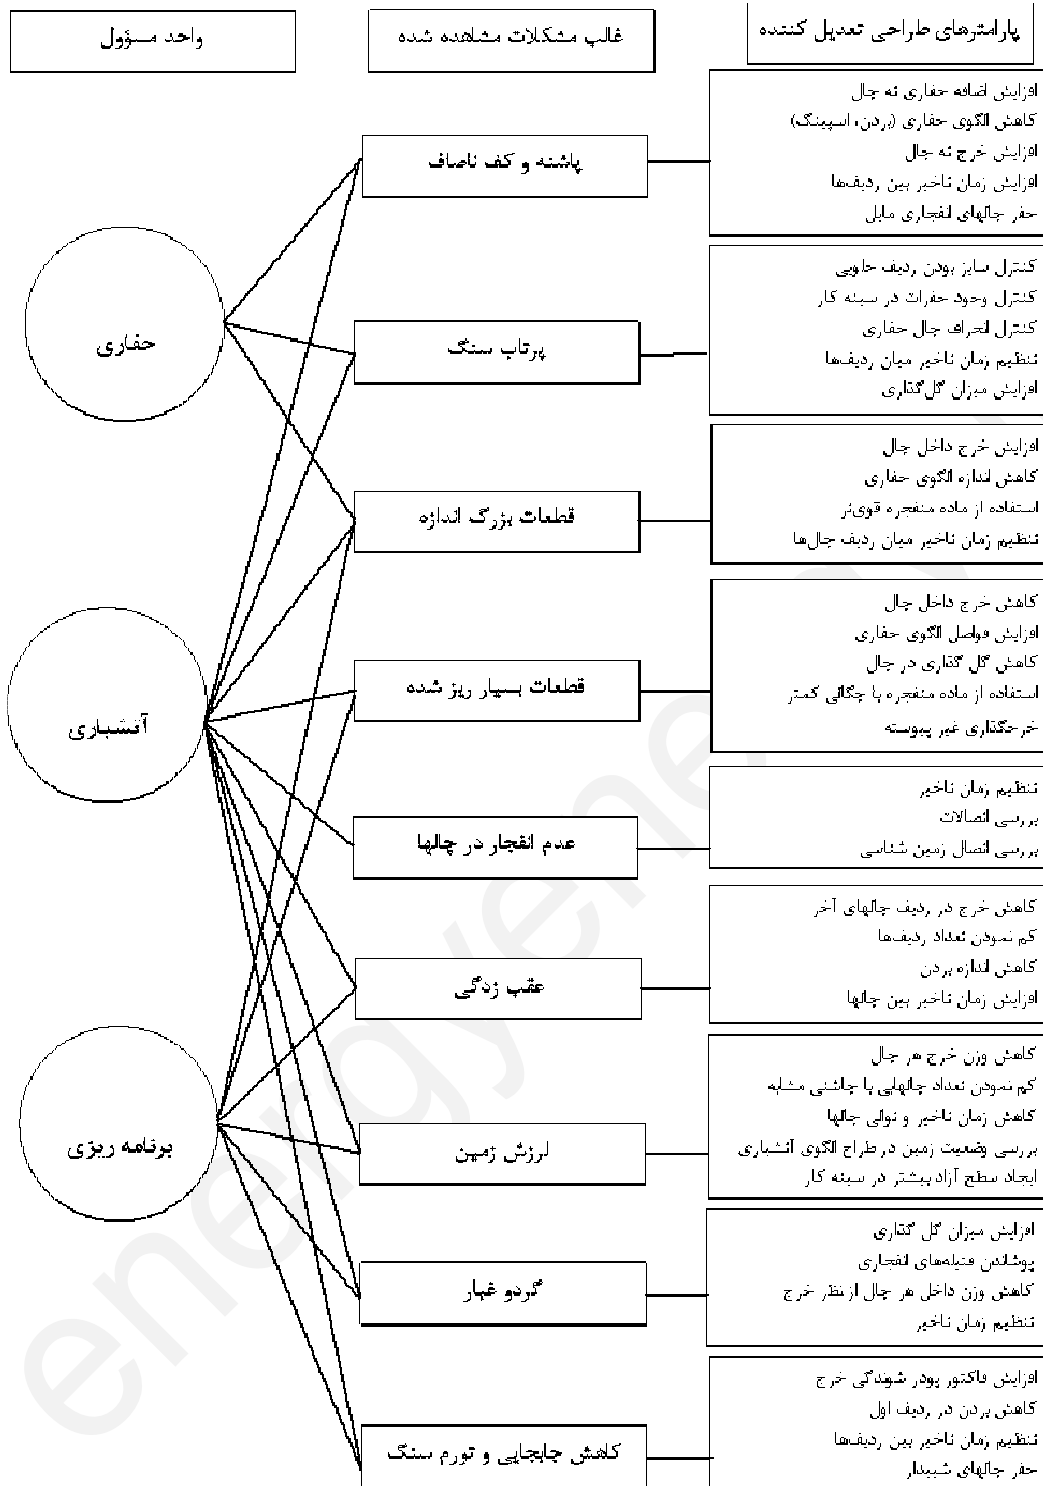 پارامترهای طراحی تعدیل کننده
غالب مشکلات مشاهده شده
واحد مسؤول
افزایش اضافه حفاری ته چال
کاهش الگوی حفاری (بردن، اسپینگ)
افزایش خرج ته چال
افزایش زمان تاخیر بین ردیف‌ها
حفر چالهای انفجاری مایل
پاشنه و کف ناصاف
حفاری
کنترل سایز بودن ردیف جلویی
کنترل وجود حفرات در سینه کار
کنترل انحراف چال حفاری
تنظیم زمان تاخیر میان ردیف‌ها
افزایش میزان گل‌گذاری
پرتاب سنگ
افزایش خرج داخل چال
کاهش اندازه الگوی حفاری
استفاده از ماده منفجره قوی‌تر
تنظیم زمان تاخیر میان ردیف چال‌ها
قطعات بزرگ اندازه
کاهش خرج داخل چال
افزایش فواصل الگوی حفاری
کاهش گل گذاری در چال
استفاده از ماده منفجره با چگالی کمتر
خرجگذاری غیر پیوسته
قطعات بسیار ریز شده
آتشباری
تنظیم زمان تاخیر
بررسی اتصالات
بررسی اتصال زمین شناسی
عدم انفجار در چالها
کاهش خرج در ردیف چالهای آخر
کم نمودن تعداد ردیف‌ها
کاهش اندازه بردن
افزایش زمان تاخیر بین چالها
عقب زدگی
کاهش وزن خرج هر چال
کم نمودن تعداد چالهایی با چاشنی مشابه
کاهش زمان تاخیر و توالی چالها
بررسی وضعیت زمین در طراح الگوی آتشباری
ایجاد سطح آزاد بیشتر در سینه کار
لرزش زمین
برنامه ریزی
افزایش میزان گل گذاری
پوشاندن فتیله‌های انفجاری
کاهش وزن داخل هر چال از نظر خرج
تنظیم زمان تاخیر
گردو غبار
افزایش فاکتور پودر شوندگی خرج
کاهش بردن در ردیف اول
تنظیم زمان تاخیر بین ردیف‌ها
حفر چالهای شیبدار
کاهش جابجایی و تورم سنگ